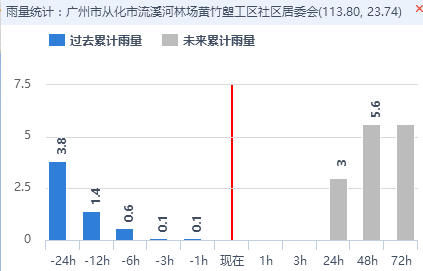 雨量统计：广州市从化市流溪河林场黄竹塱工区社区居委会(113.80, 23.74)
过去累计雨量 未来累计雨量
7.5
5
2.5
0
3.8 1.4 0.6 0.1 0.1 3 5.6
-24h -12h -6h -3h -1h 现在 1h 3h 24h 48h 72h